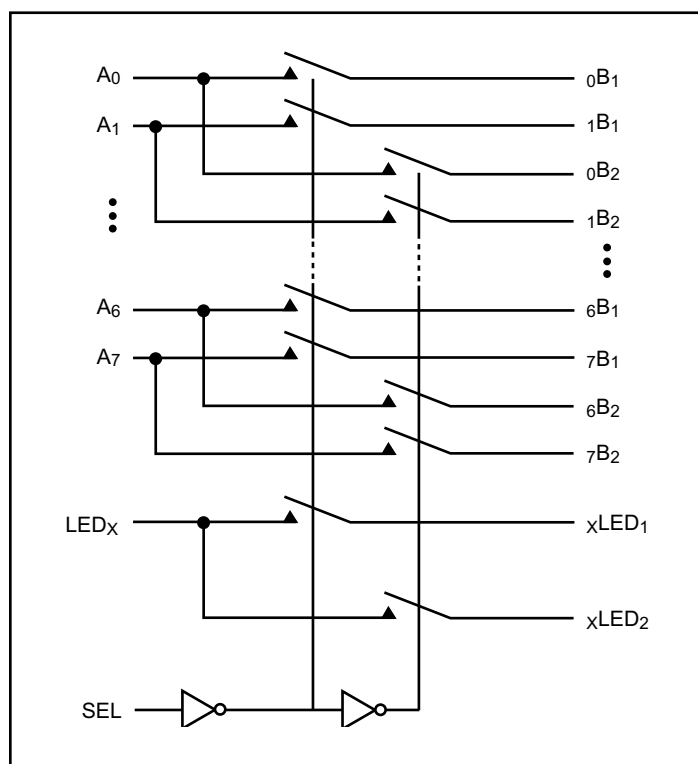 A0 0B1
A1 1B1
0B2
1B2
A6 6B1
A7 7B1
6B2
7B2
LEDX XLED1
XLED2
SEL